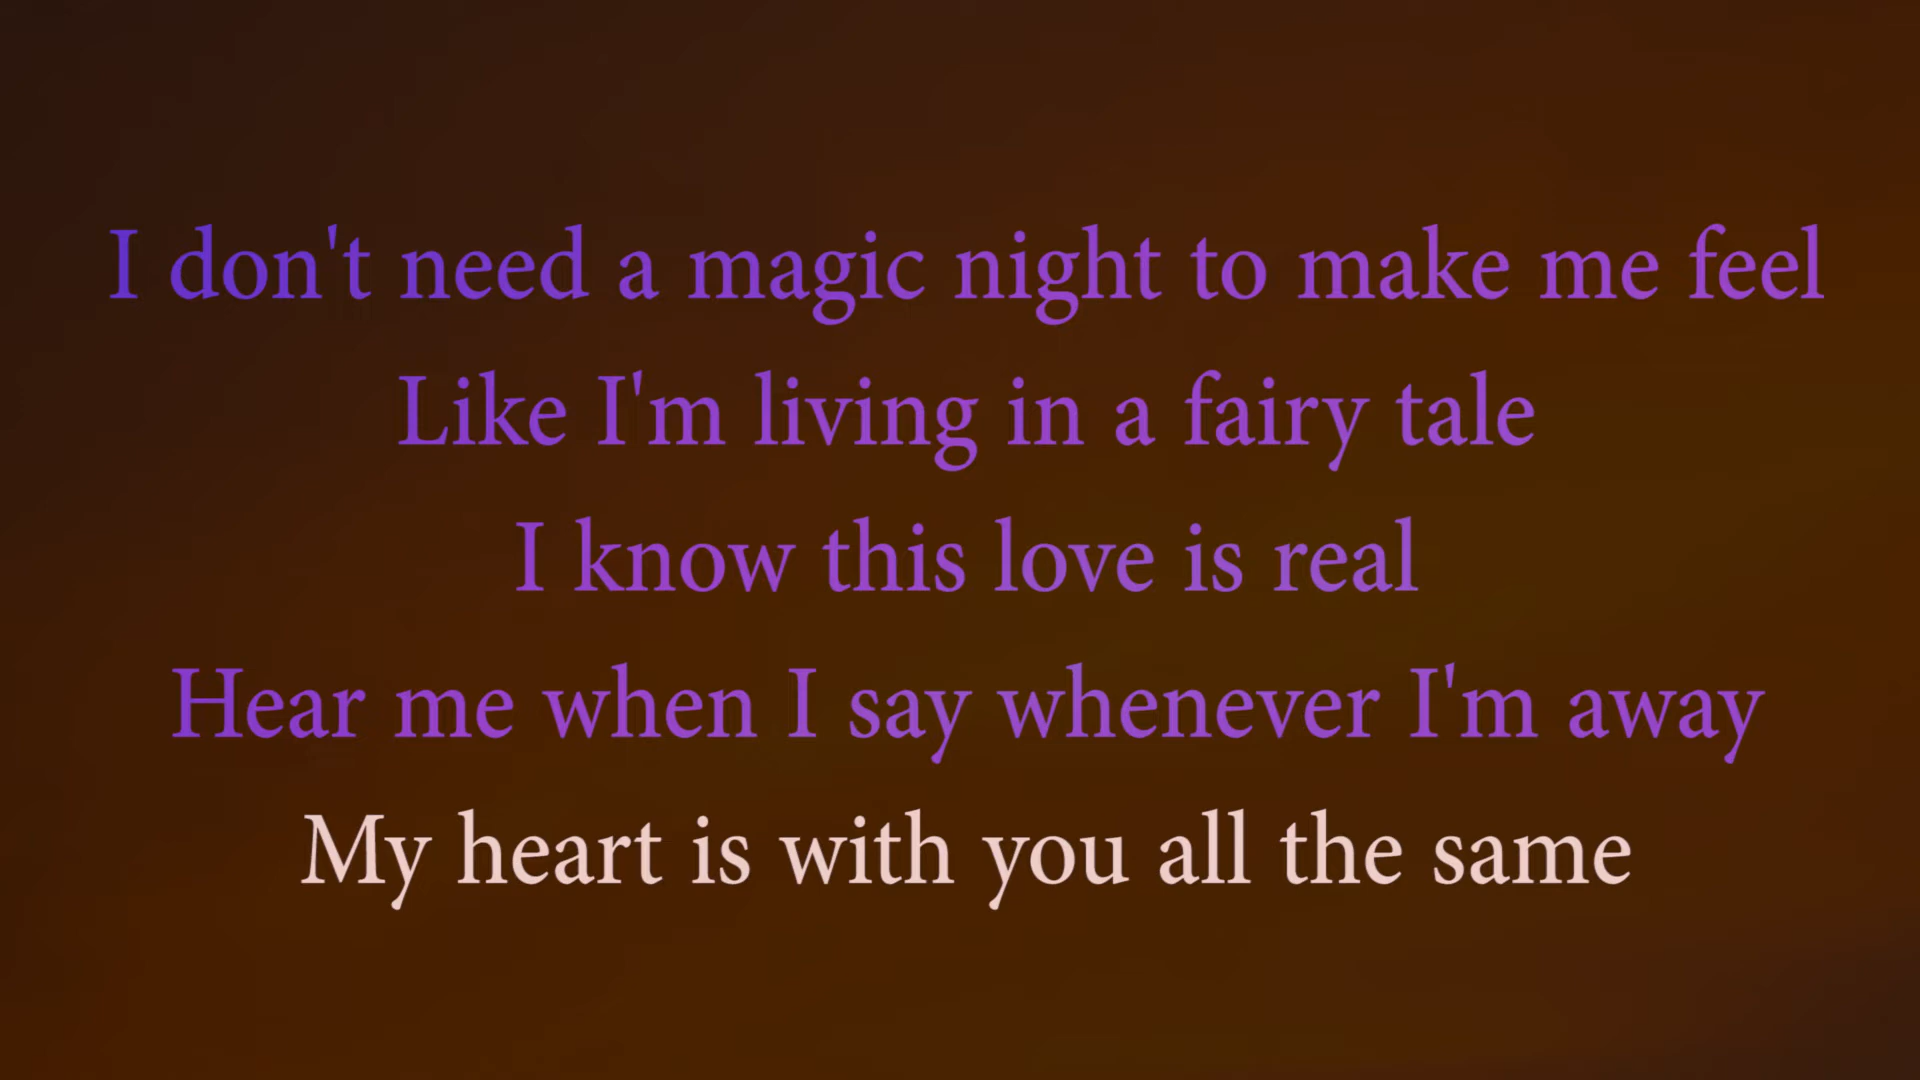 I don't need a magic night to make me feel
Like I'm living in a fairy tale
I know this love is real
Hear me when I say whenever I'm away
My heart is with you all the same